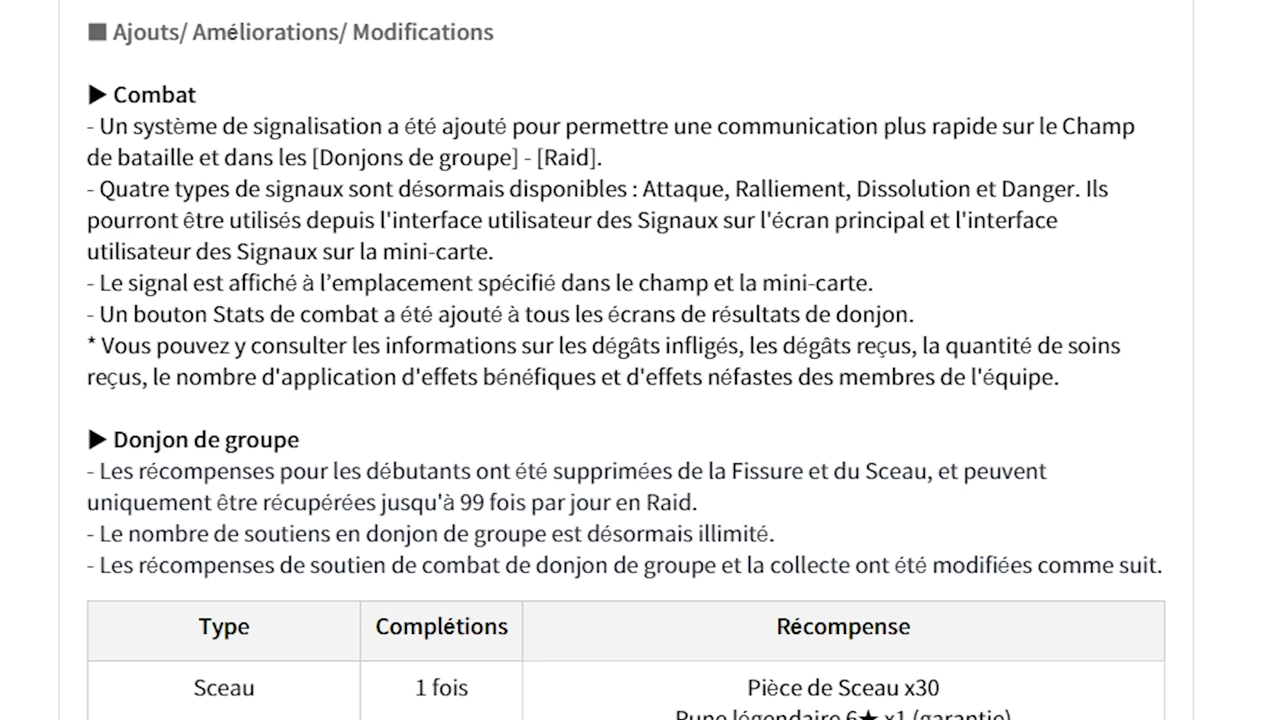 ■ Ajouts/ Améliorations/ Modifications
▶ Combat
- Un système de signalisation a été ajouté pour permettre une communication plus rapide sur le Champ
de bataille et dans les [Donjons de groupe] - [Raid].
- Quatre types de signaux sont désormais disponibles : Attaque, Ralliement, Dissolution et Danger. Ils
pourront être utilisés depuis l'interface utilisateur des Signaux sur l'écran principal et l'interface
utilisateur des Signaux sur la mini-carte.
- Le signal est affiché à l’emplacement spécifié dans le champ et la mini-carte.
- Un bouton Stats de combat a été ajouté à tous les écrans de résultats de donjon.
* Vous pouvez y consulter les informations sur les dégâts infligés, les dégâts reçus, la quantité de soins
reçus, le nombre d'application d'effets bénéfiques et d'effets néfastes des membres de l'équipe.
▶ Donjon de groupe
- Les récompenses pour les débutants ont été supprimées de la Fissure et du Sceau, et peuvent
uniquement être récupérées jusqu'à 99 fois par jour en Raid.
- Le nombre de soutiens en donjon de groupe est désormais illimité.
- Les récompenses de soutien de combat de donjon de groupe et la collecte ont été modifiées comme suit.
Type Complétions Récompense
Sceau 1 fois Pièce de Sceau x30
Rune légendaire 6★ x1 (garantie)